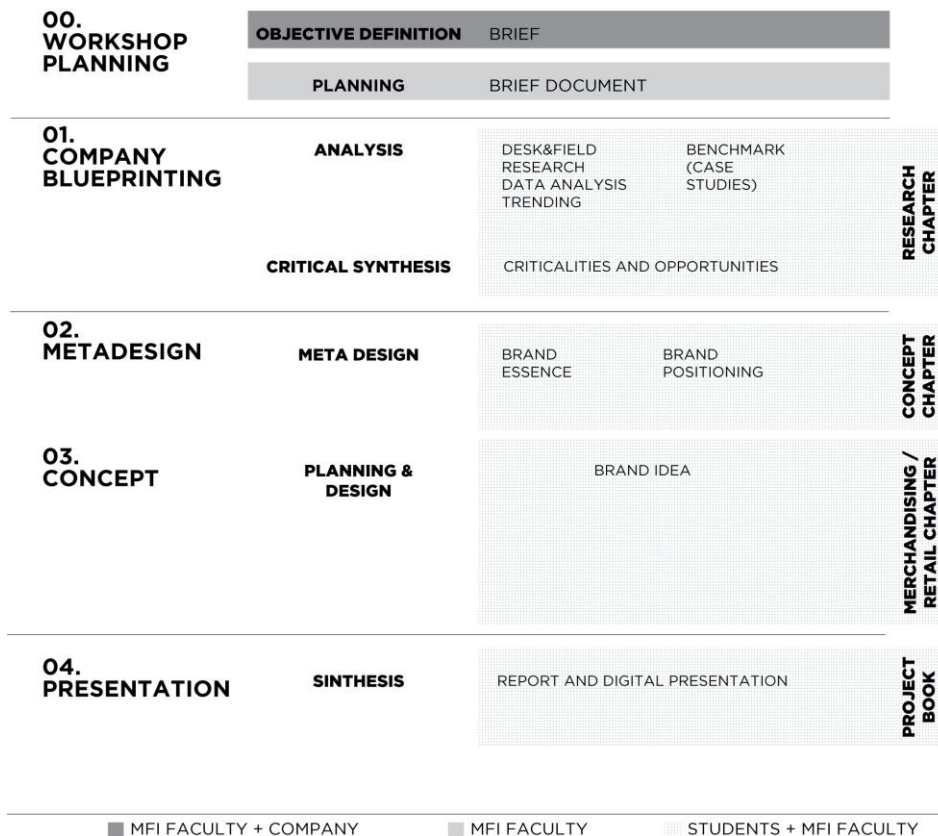 00.
WORKSHOP
PLANNING
OBJECTIVE DEFINITION BRIEF
PLANNING BRIEF DOCUMENT
01.
COMPANY
BLUEPRINTING
ANALYSIS
DESK&FIELD
RESEARCH
DATA ANALYSIS
TRENDING
BENCHMARK
(CASE
STUDIES)
CRITICAL SYNTHESIS
CRITICALITIES AND OPPORTUNITIES
RESEARCH
CHAPTER
02.
METADESIGN
META DESIGN
BRAND
ESSENCE
BRAND
POSITIONING
CONCEPT
CHAPTER
03.
CONCEPT
PLANNING &
DESIGN
BRAND IDEA
MERCHANDISING /
RETAIL CHAPTER
04.
PRESENTATION
SINTHESIS
REPORT AND DIGITAL PRESENTATION
PROJECT
BOOK
MFI FACULTY + COMPANY
MFI FACULTY
STUDENTS + MFI FACULTY